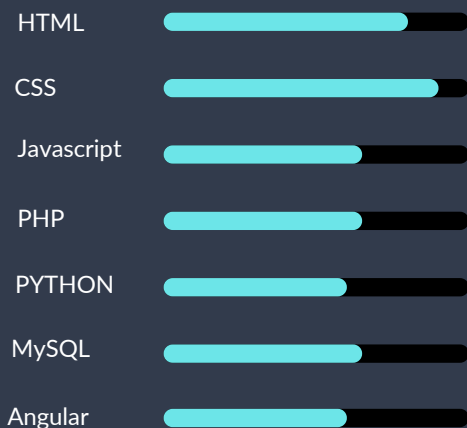 HTML
CSS
Javascript
PHP
PYTHON
MySQL
Angular